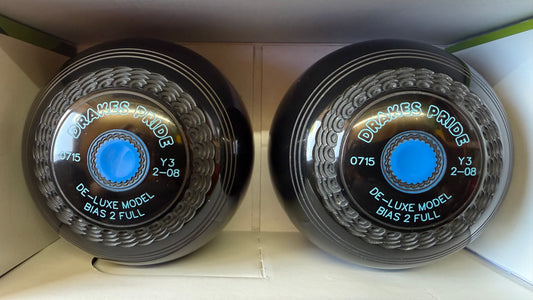 DRAKES PRIDE
0715 Y3
2-08
DE-LUXE MODEL
BIAS 2 FULL
DRAKES PRIDE
0715 Y3
2-08
DE-LUXE MODEL
BIAS 2 FULL